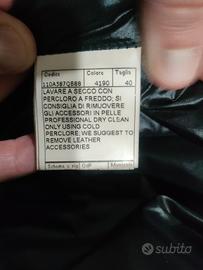 Codice Colore Taglia
110A387QBB8 4190 40
LAVARE A SECCO CON
PERCLORO A FREDDO; SI
CONSIGLIA DI RIMUOVERE
GLI ACCESSORI IN PELLE
PROFESSIONAL DRY CLEAN
ONLY USING COLD
PERCLORE;WE SUGGEST TO
REMOVE LEATHER
ACCESSORIES
subito